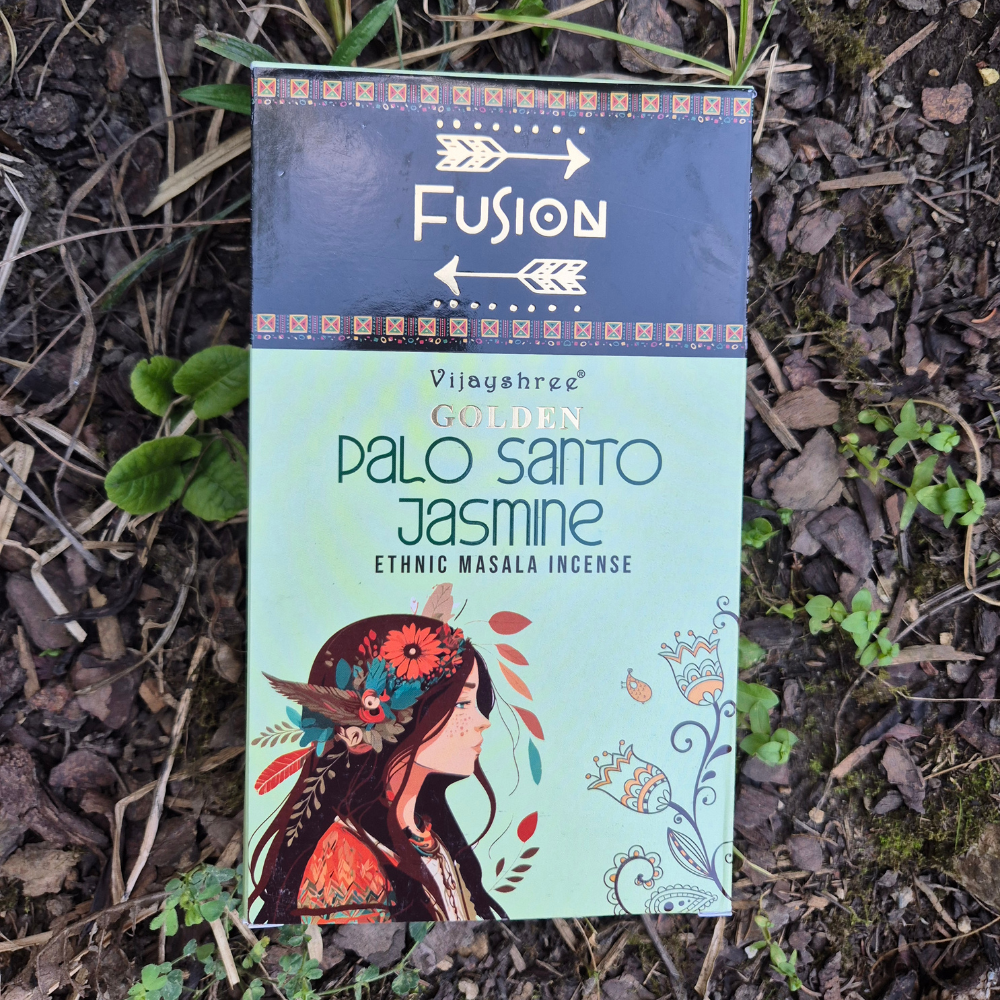 FUSION
Vijayshree®
GOLDEN
PALO SANTO
JASMINE
ETHNIC MASALA INCENSE